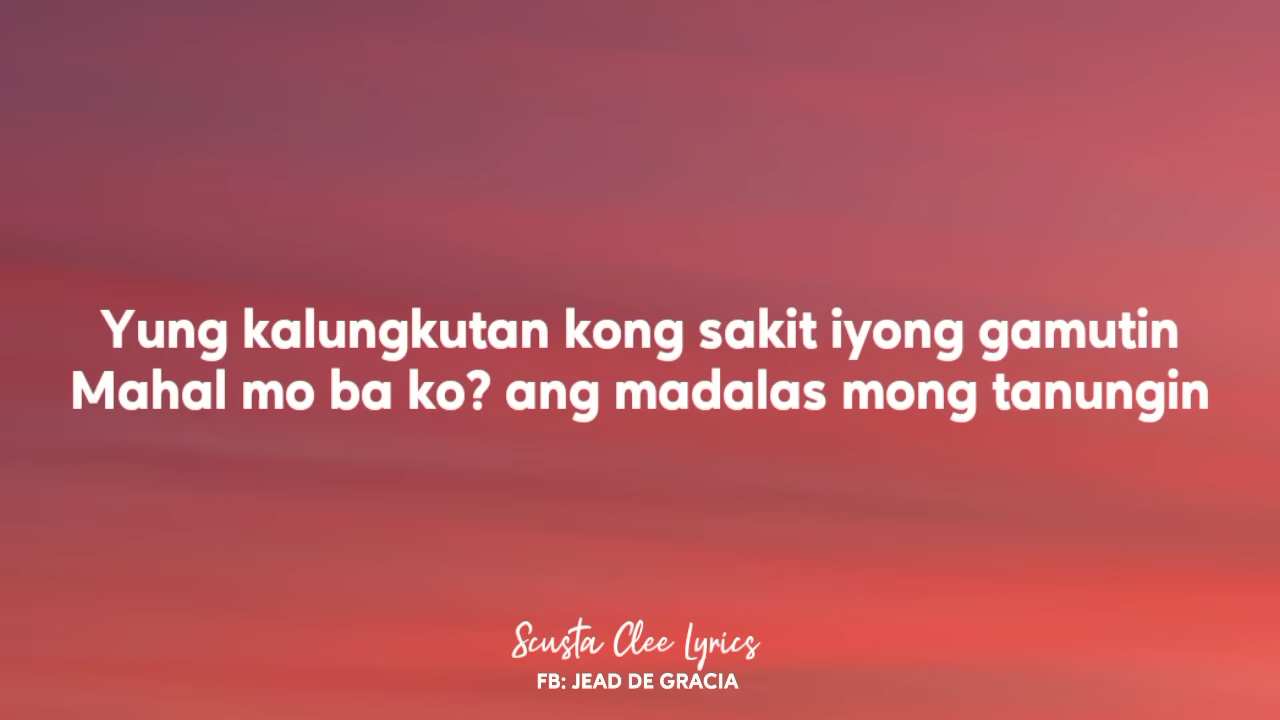 Yung kalungkutan kong sakit iyong gamutin
Mahal mo ba ko? ang madalas mong tanungin
Scusta Clee Lyrics
FB: JEAD DE GRACIA